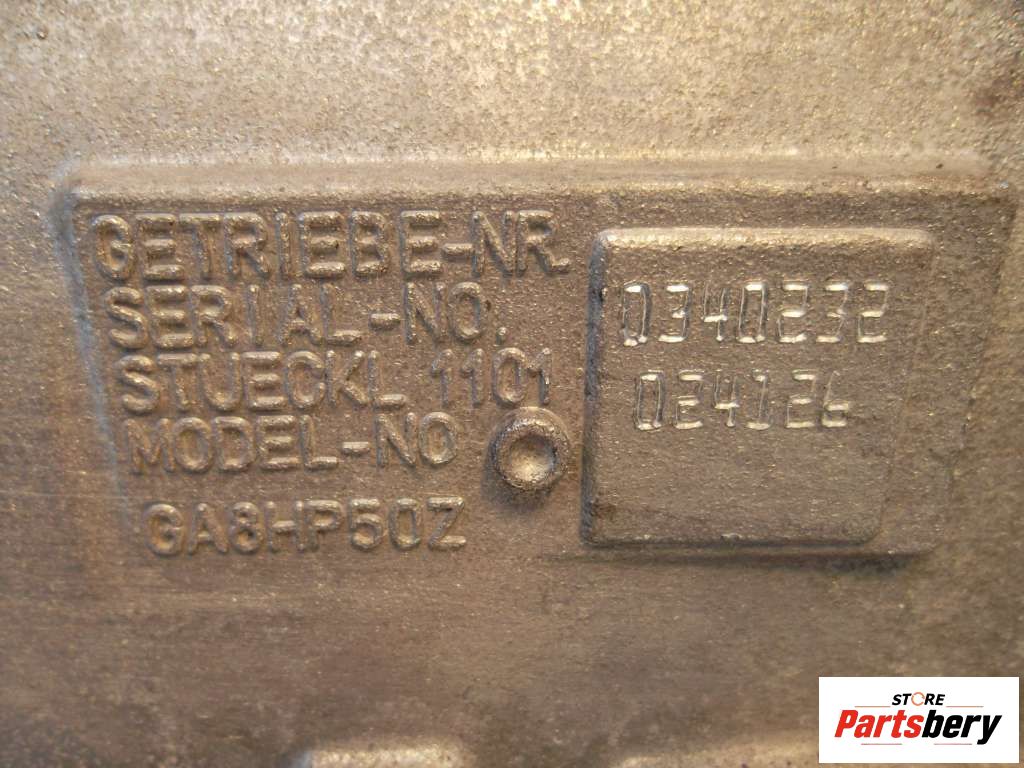 GETRIEBE-NR.
SERIAL-NO.
STUECKL 1101
MODEL-NO
GA8HP50Z
0340232
024126
STORE
Partsbery